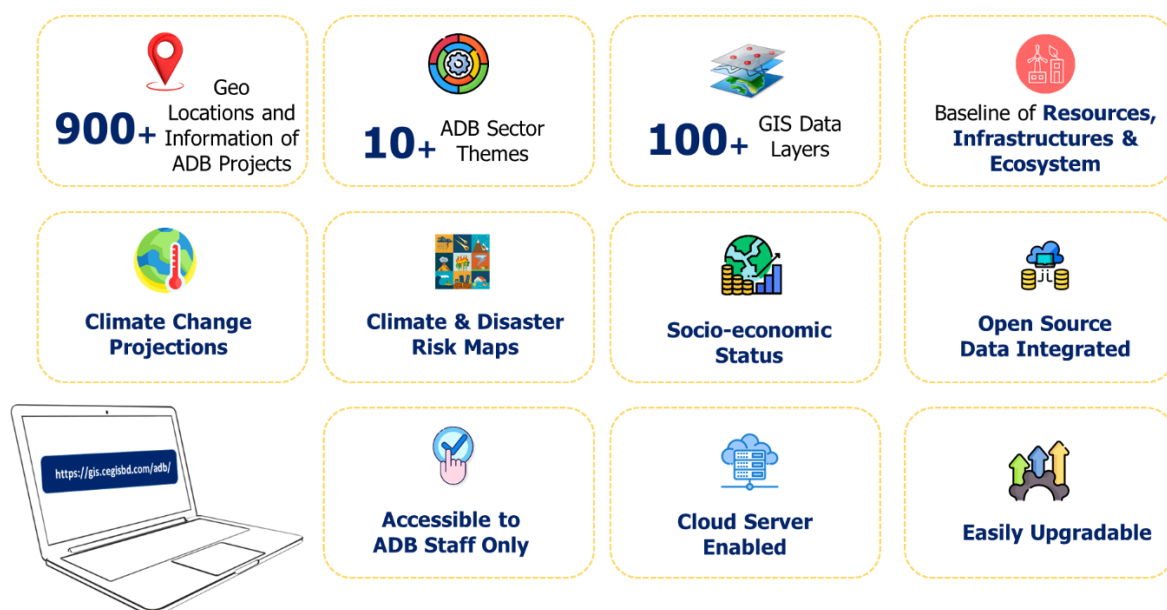 900+
Geo
Locations and
Information of
ADB Projects
10+
ADB Sector
Themes
100+
GIS Data
Layers
Baseline of Resources,
Infrastructures &
Ecosystem
Climate Change
Projections
Climate & Disaster
Risk Maps
Socio-economic
Status
Open Source
Data Integrated
https://gis.cegisbd.com/adb/
Accessible to
ADB Staff Only
Cloud Server
Enabled
Easily Upgradable